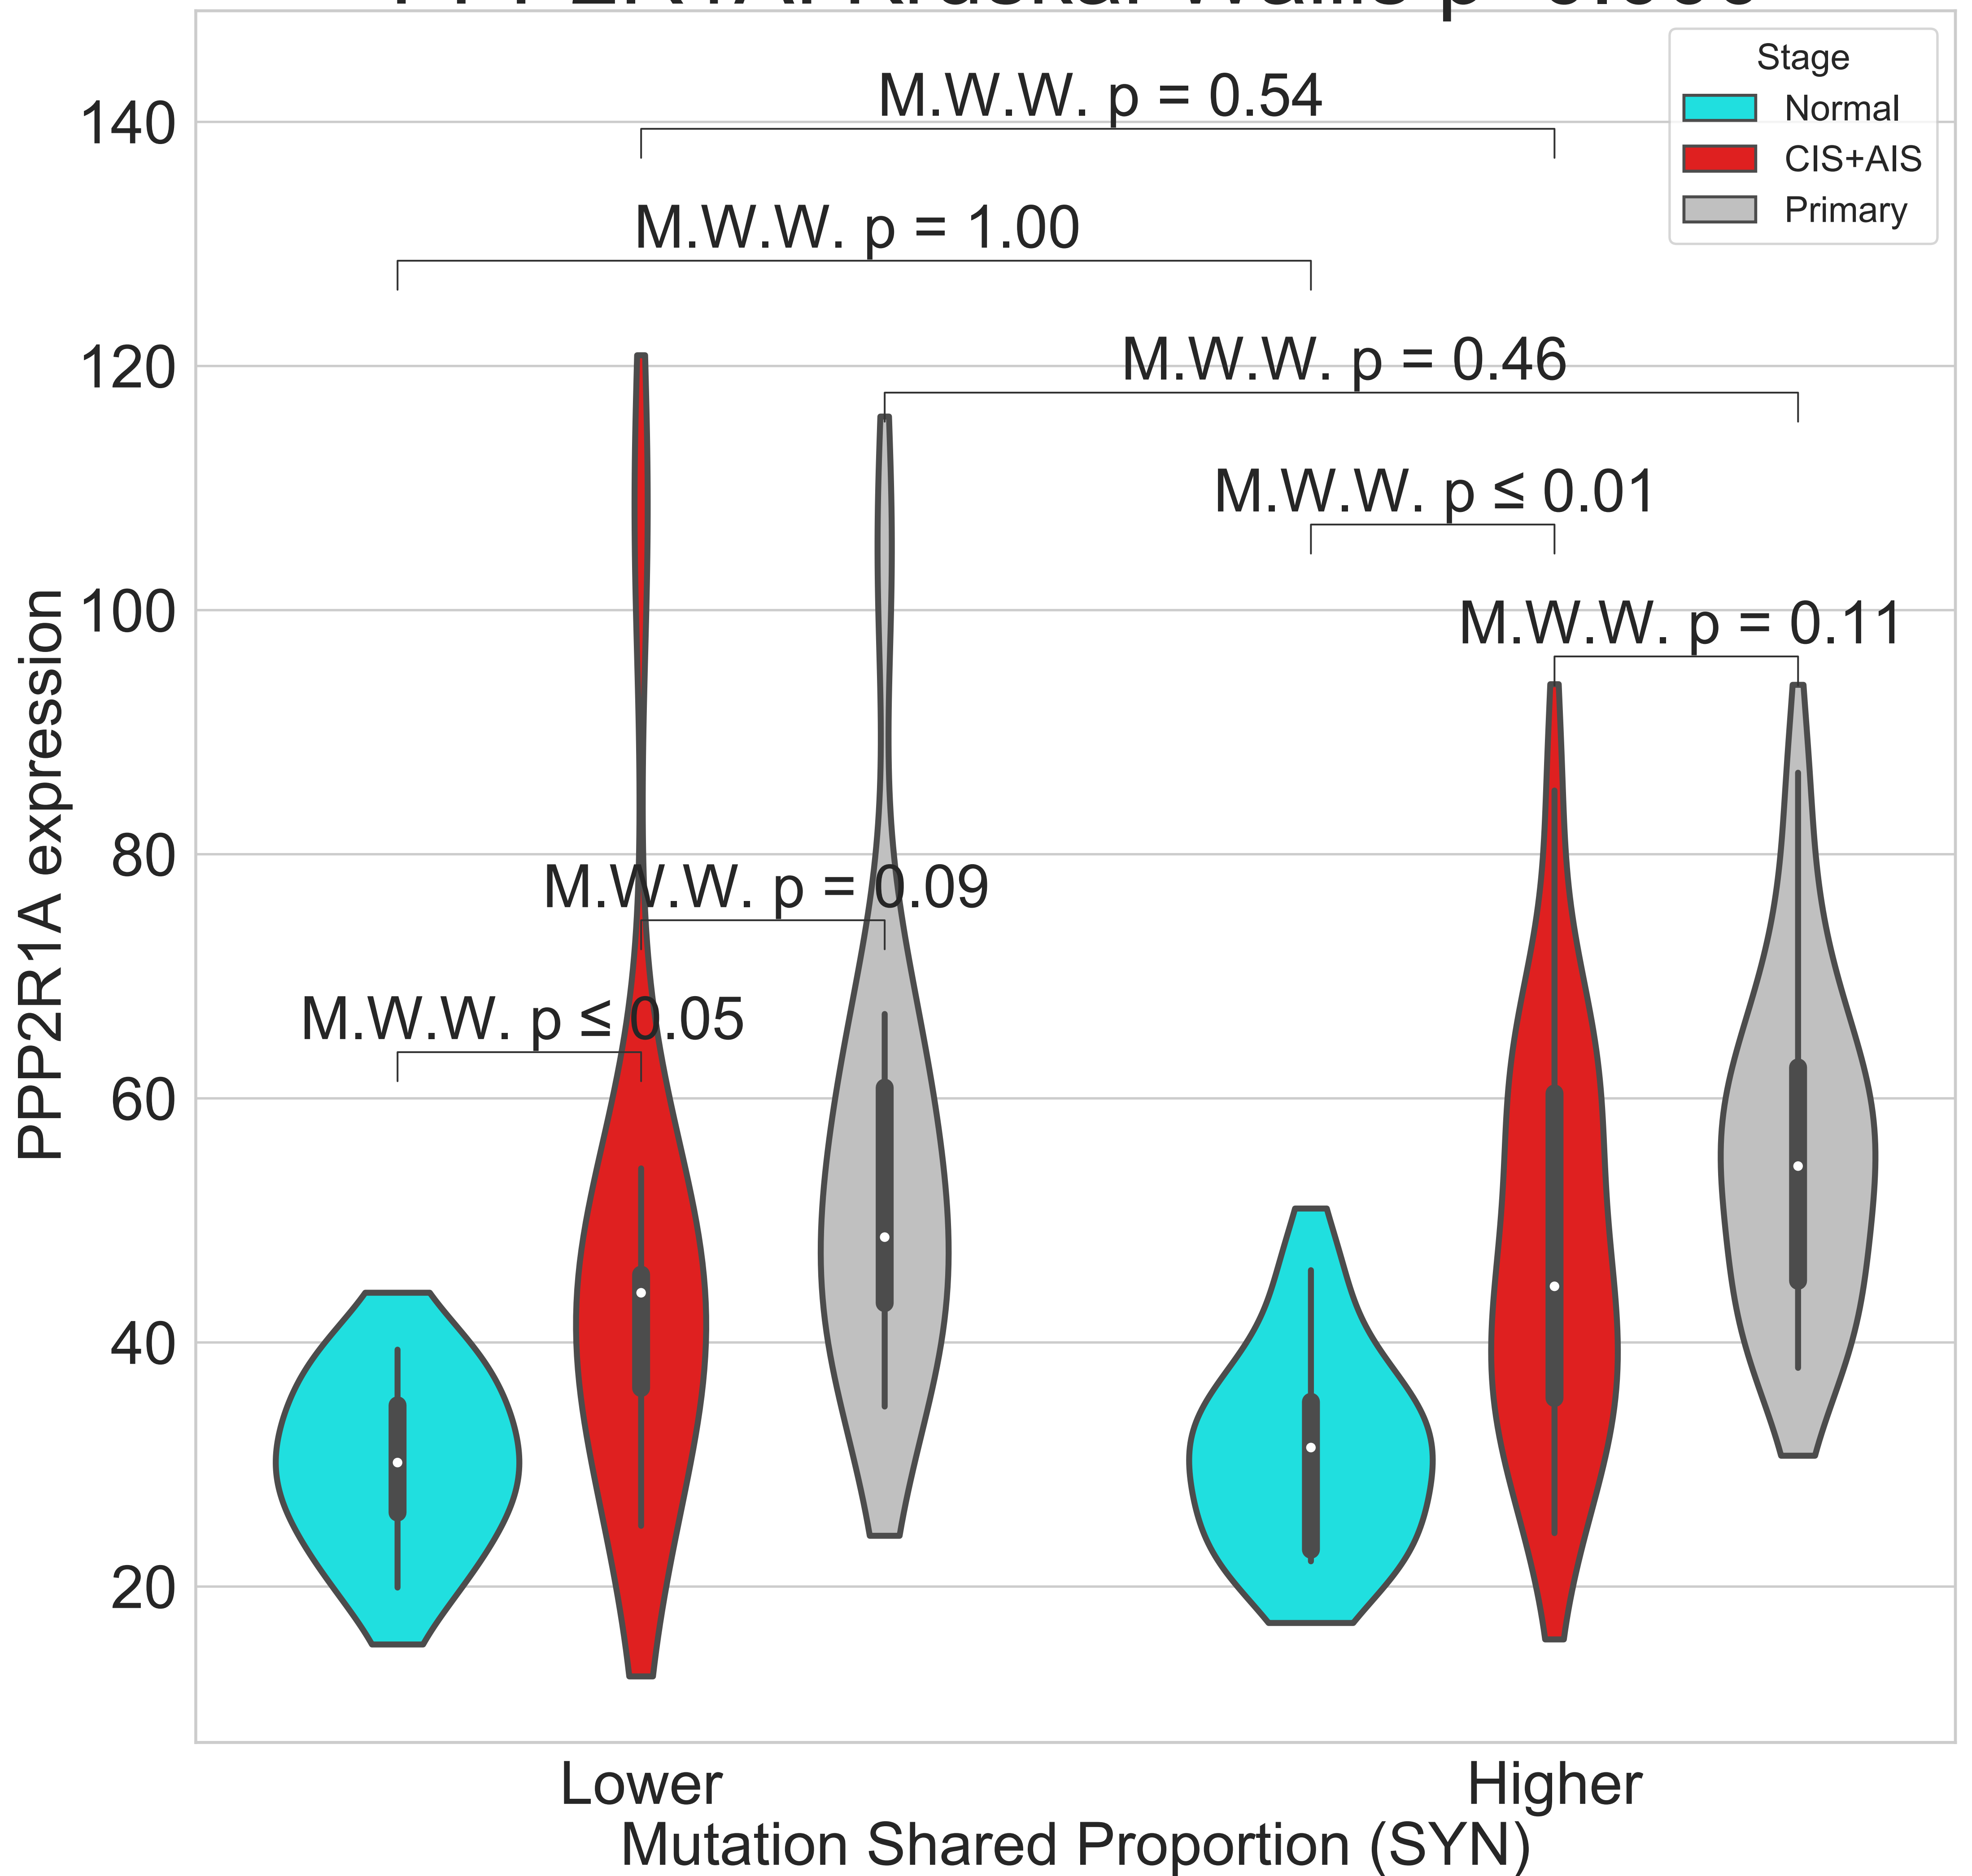 Stage
Normal
CIS+AIS
Primary
M.W.W. p = 0.54
M.W.W. p = 1.00
M.W.W. p = 0.46
M.W.W. p ≤ 0.01
M.W.W. p = 0.11
M.W.W. p = 0.09
M.W.W. p ≤ 0.05
140
120
100
80
60
40
20
PPP2R1A expression
Lower
Higher
Mutation Shared Proportion (SYN)